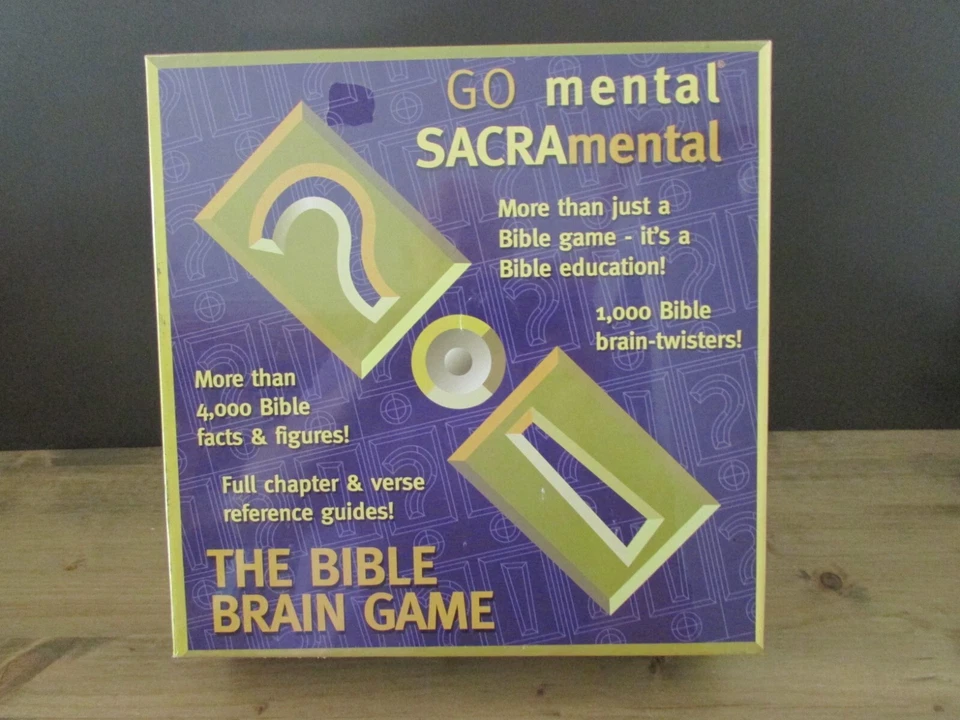 GO mental®
SACRAmental
More than just a
Bible game - it's a
Bible education!
1,000 Bible
brain-twisters!
More than
4,000 Bible
facts & figures!
Full chapter & verse
reference guides!
THE BIBLE
BRAIN GAME